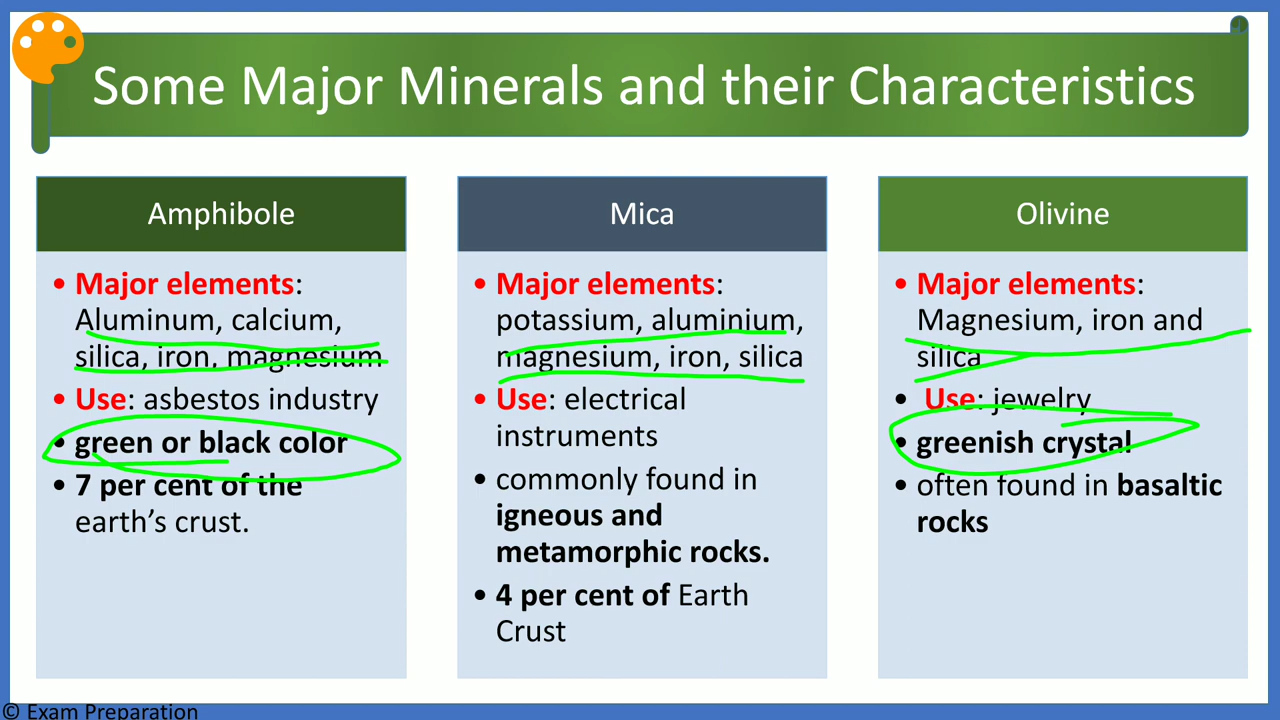 Some Major Minerals and their Characteristics
Amphibole
• Major elements:
Aluminum, calcium,
silica, iron, magnesium
• Use: asbestos industry
• green or black color
• 7 per cent of the
earth’s crust.
Mica
• Major elements:
potassium, aluminium,
magnesium, iron, silica
• Use: electrical
instruments
• commonly found in
igneous and
metamorphic rocks.
• 4 per cent of Earth
Crust
Olivine
• Major elements:
Magnesium, iron and
silica
• Use: jewelry
• greenish crystal
• often found in basaltic
rocks
© Exam Preparation